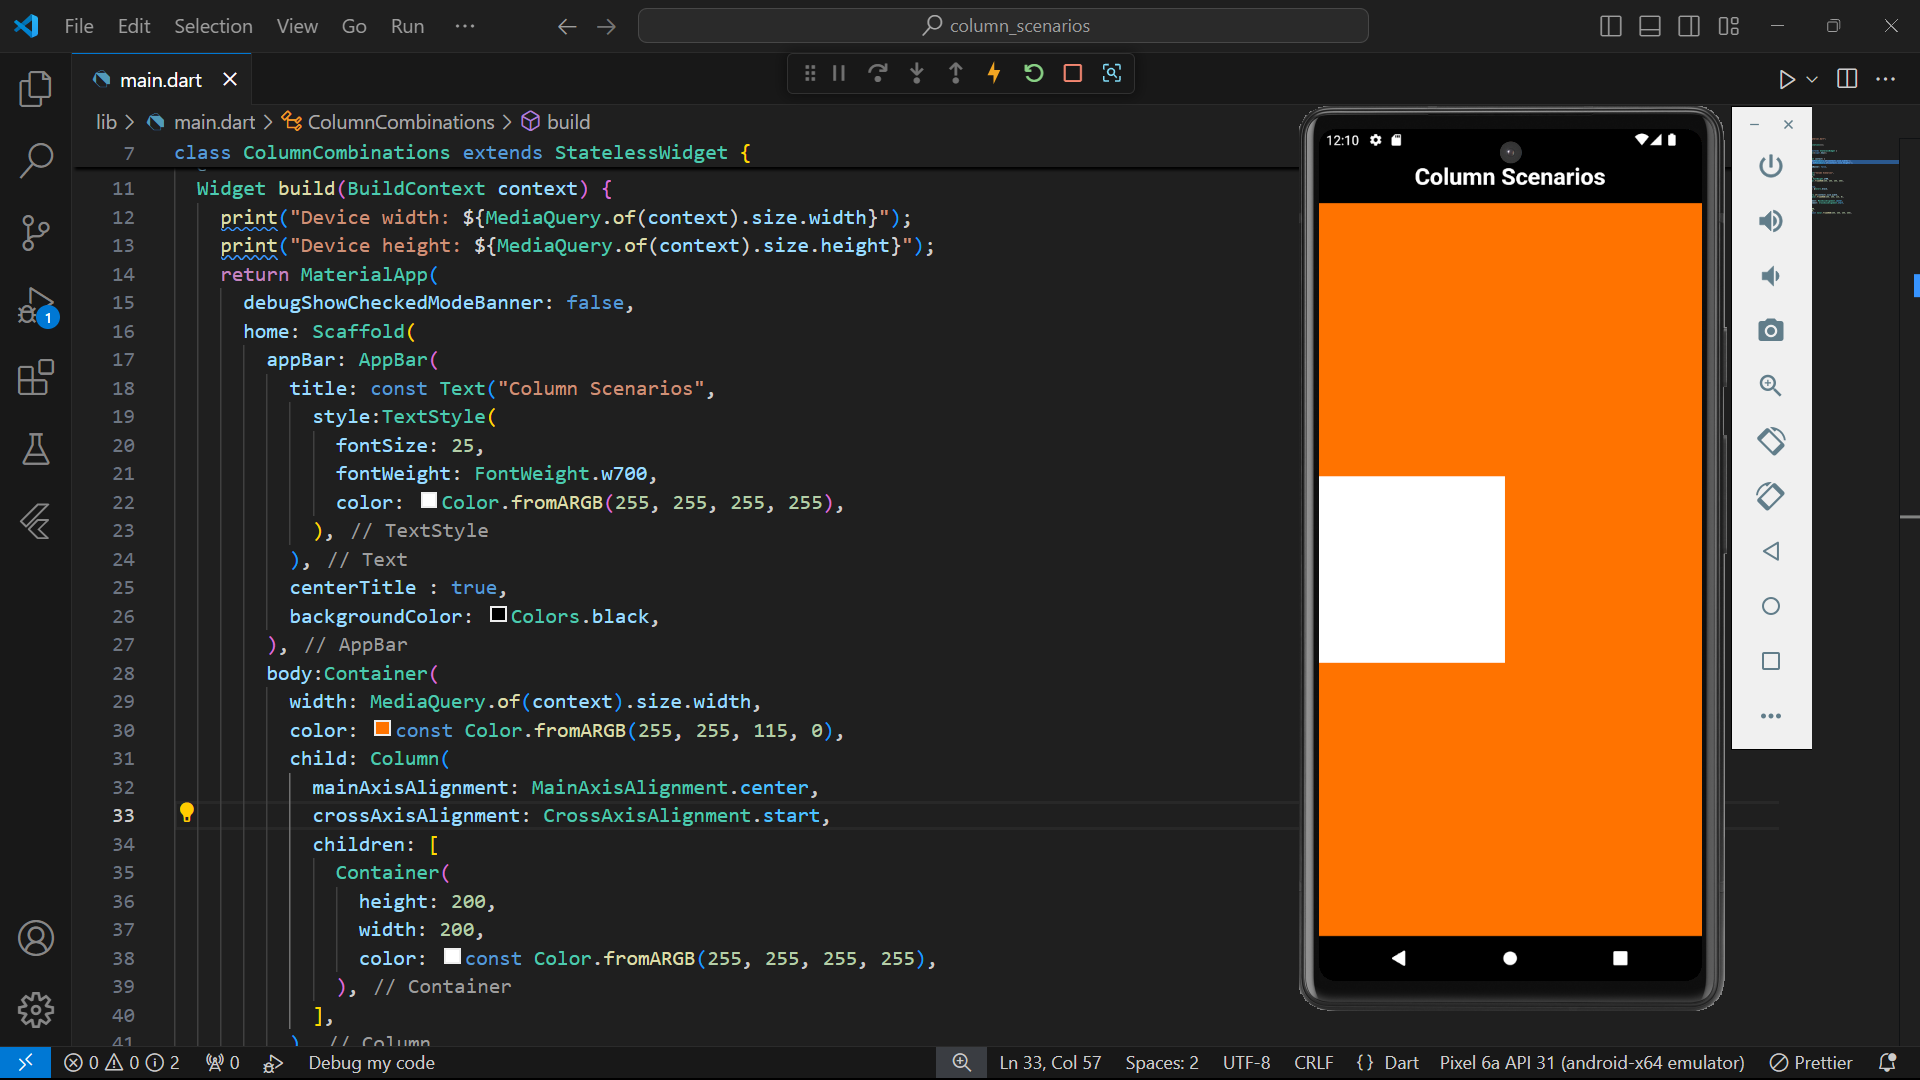 File Edit Selection View Go Run ··· column_scenarios
main.dart
lib > main.dart > ColumnCombinations > build
7 class ColumnCombinations extends StatelessWidget {
11 Widget build(BuildContext context) {
12 print("Device width: ${MediaQuery.of(context).size.width}");
13 print("Device height: ${MediaQuery.of(context).size.height}");
14 return MaterialApp(
15 debugShowCheckedModeBanner: false,
16 home: Scaffold(
17 appBar: AppBar(
18 title: const Text("Column Scenarios",
19 style:TextStyle(
20 fontSize: 25,
21 fontWeight: FontWeight.w700,
22 color: Color.fromARGB(255, 255, 255, 255),
23 ), // TextStyle
24 ), // Text
25 centerTitle : true,
26 backgroundColor: Colors.black,
27 ), // AppBar
28 body:Container(
29 width: MediaQuery.of(context).size.width,
30 color: const Color.fromARGB(255, 255, 115, 0),
31 child: Column(
32 mainAxisAlignment: MainAxisAlignment.center,
33 crossAxisAlignment: CrossAxisAlignment.start,
34 children: [
35 Container(
36 height: 200,
37 width: 200,
38 color: const Color.fromARGB(255, 255, 255, 255),
39 ), // Container
40 ],
41 ) // Column
12:10
Column Scenarios
1
0 0 2 0 Debug my code Ln 33, Col 57 Spaces: 2 UTF-8 CRLF {} Dart Pixel 6a API 31 (android-x64 emulator) Prettier